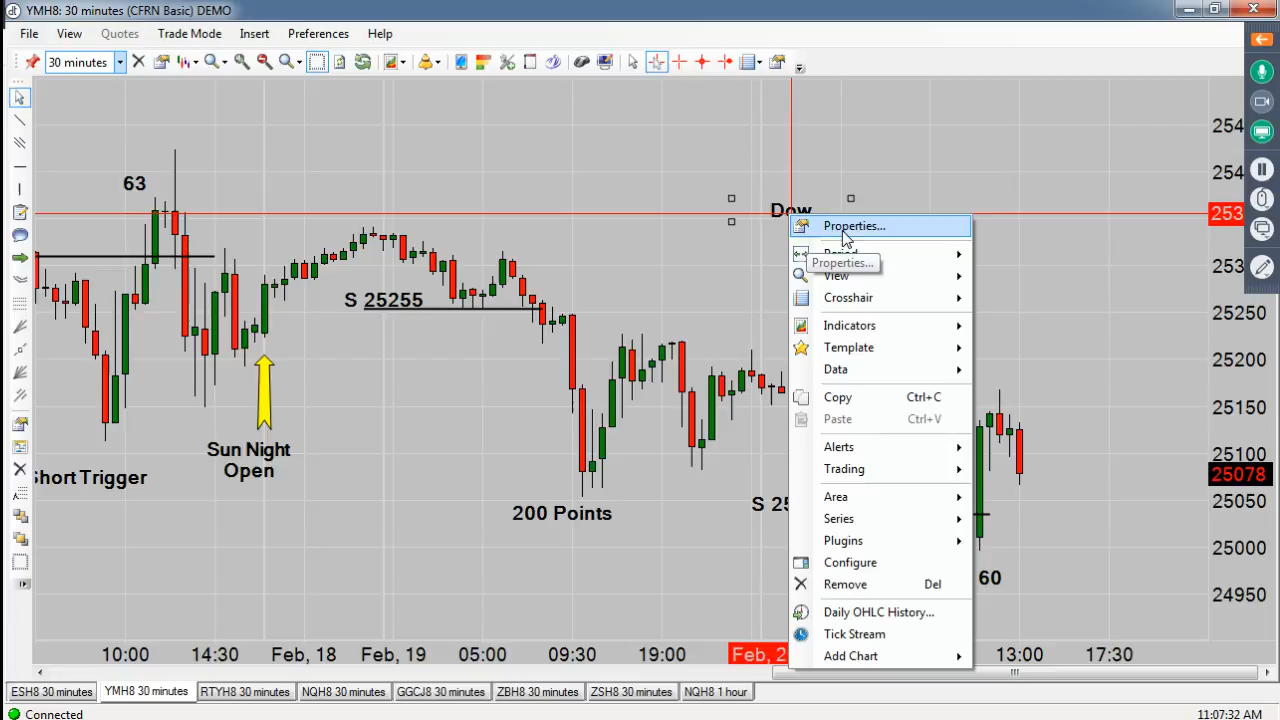 YMH8: 30 minutes (CFRN Basic) DEMO
File View Quotes Trade Mode Insert Preferences Help
30 minutes
63
Dow
S 25255
Sun Night
Open
Short Trigger
200 Points
S 25
60
Properties...
Period
Properties...
View
Crosshair
Indicators
Template
Data
Copy Ctrl+C
Paste Ctrl+V
Alerts
Trading
Area
Series
Plugins
Configure
Remove Del
Daily OHLC History...
Tick Stream
Add Chart
254
254
253
253
25250
25200
25150
25100
25078
25050
25000
24950
10:00 14:30 Feb, 18 Feb, 19 05:00 09:30 19:00 Feb, 2 13:00 17:30
ESH8 30 minutes YMH8 30 minutes RTYH8 30 minutes NQH8 30 minutes GGCJ8 30 minutes ZBH8 30 minutes ZSH8 30 minutes NQH8 1 hour
Connected 11:07:32 AM